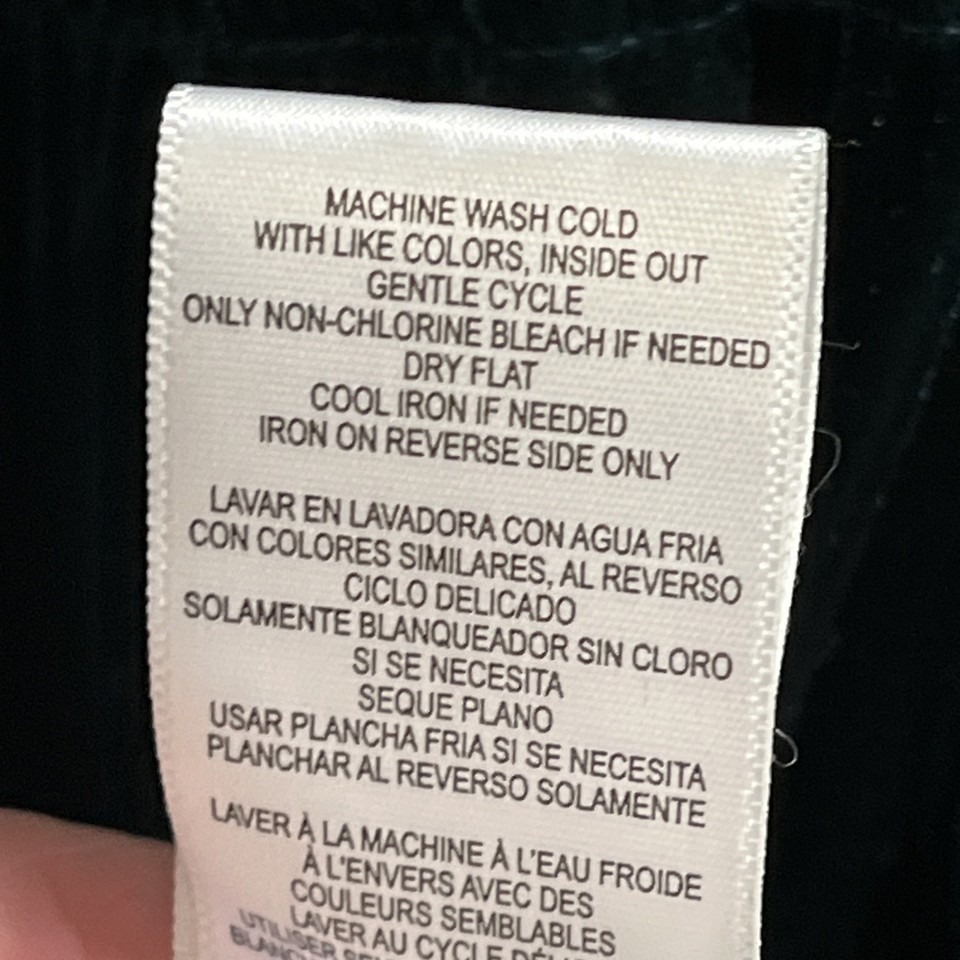 MACHINE WASH COLD
WITH LIKE COLORS, INSIDE OUT
GENTLE CYCLE
ONLY NON-CHLORINE BLEACH IF NEEDED
DRY FLAT
COOL IRON IF NEEDED
IRON ON REVERSE SIDE ONLY
LAVAR EN LAVADORA CON AGUA FRIA
CON COLORES SIMILARES, AL REVERSO
CICLO DELICADO
SOLAMENTE BLANQUEADOR SIN CLORO
SI SE NECESITA
SEQUE PLANO
USAR PLANCHA FRIA SI SE NECESITA
PLANCHAR AL REVERSO SOLAMENTE
LAVER À LA MACHINE À L'EAU FROIDE
À L'ENVERS AVEC DES
COULEURS SEMBLABLES
LAVER AU CYCLE
UTILISER